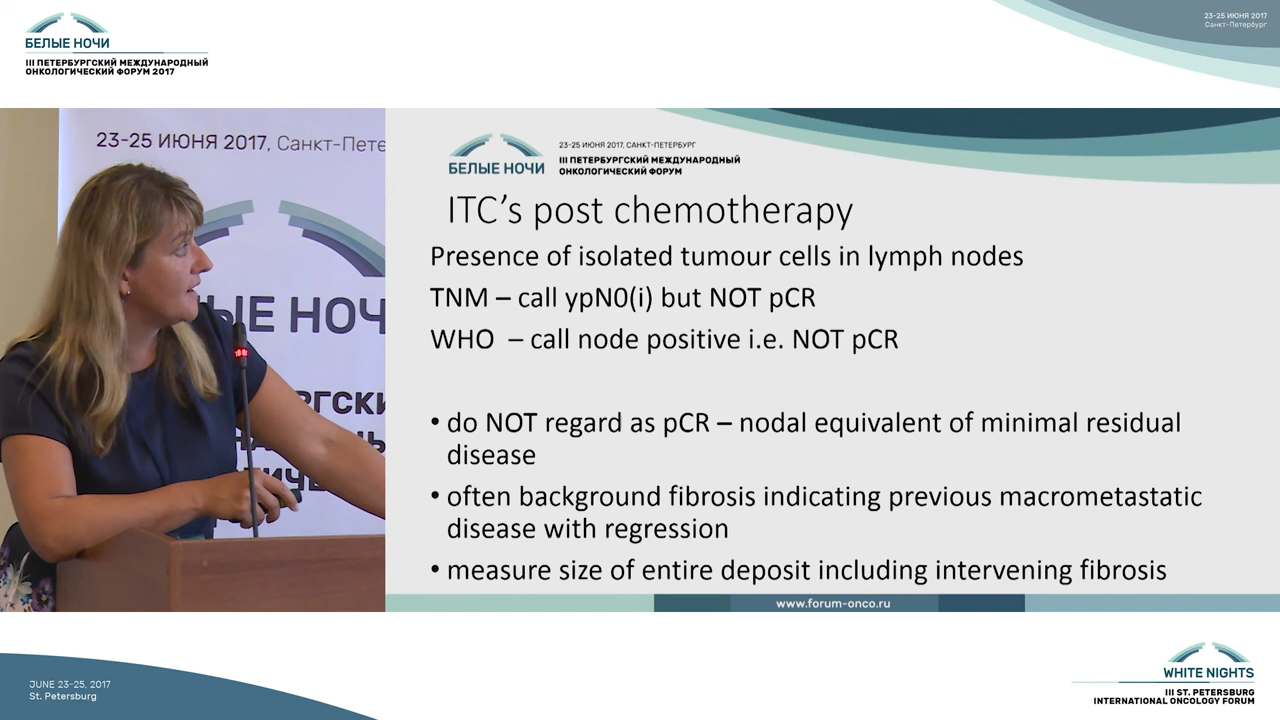 БЕЛЫЕ НОЧИ
III ПЕТЕРБУРГСКИЙ МЕЖДУНАРОДНЫЙ
ОНКОЛОГИЧЕСКИЙ ФОРУМ 2017
23-25 ИЮНЯ 2017
Санкт-Петербург
23-25 ИЮНЯ 2017, Санкт-Пете
ЫЕ НОЧ
РГСКИ
ИЧЕ
БЕЛЫЕ НОЧИ
23-25 ИЮНЯ 2017, САНКТ-ПЕТЕРБУРГ
III ПЕТЕРБУРГСКИЙ МЕЖДУНАРОДНЫЙ
ОНКОЛОГИЧЕСКИЙ ФОРУМ
ITC’s post chemotherapy
Presence of isolated tumour cells in lymph nodes
TNM – call ypN0(i) but NOT pCR
WHO – call node positive i.e. NOT pCR
• do NOT regard as pCR – nodal equivalent of minimal residual
disease
• often background fibrosis indicating previous macrometastatic
disease with regression
• measure size of entire deposit including intervening fibrosis
www.forum-onco.ru
JUNE 23-25, 2017
St. Petersburg
WHITE NIGHTS
III ST. PETERSBURG
INTERNATIONAL ONCOLOGY FORUM